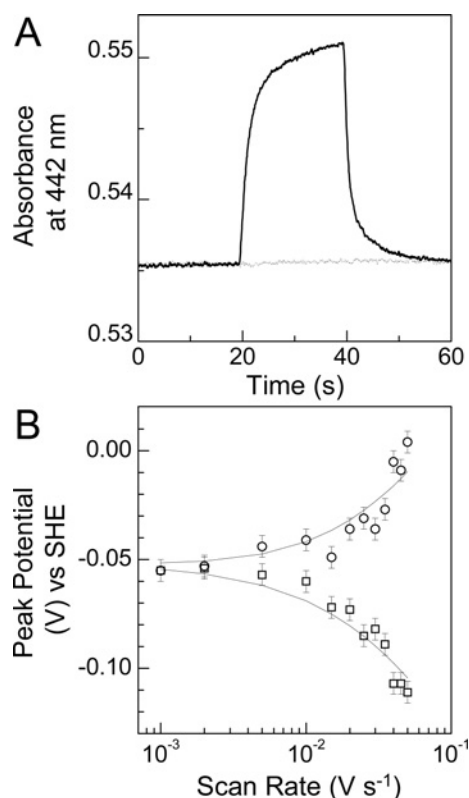 A
0.55
Absorbance
at 442 nm
0.54
0.53
0 20 40 60
Time (s)
B
0.00
Peak Potential
(V) vs SHE
-0.05
-0.10
10⁻³ 10⁻² 10⁻¹
Scan Rate (V s⁻¹)